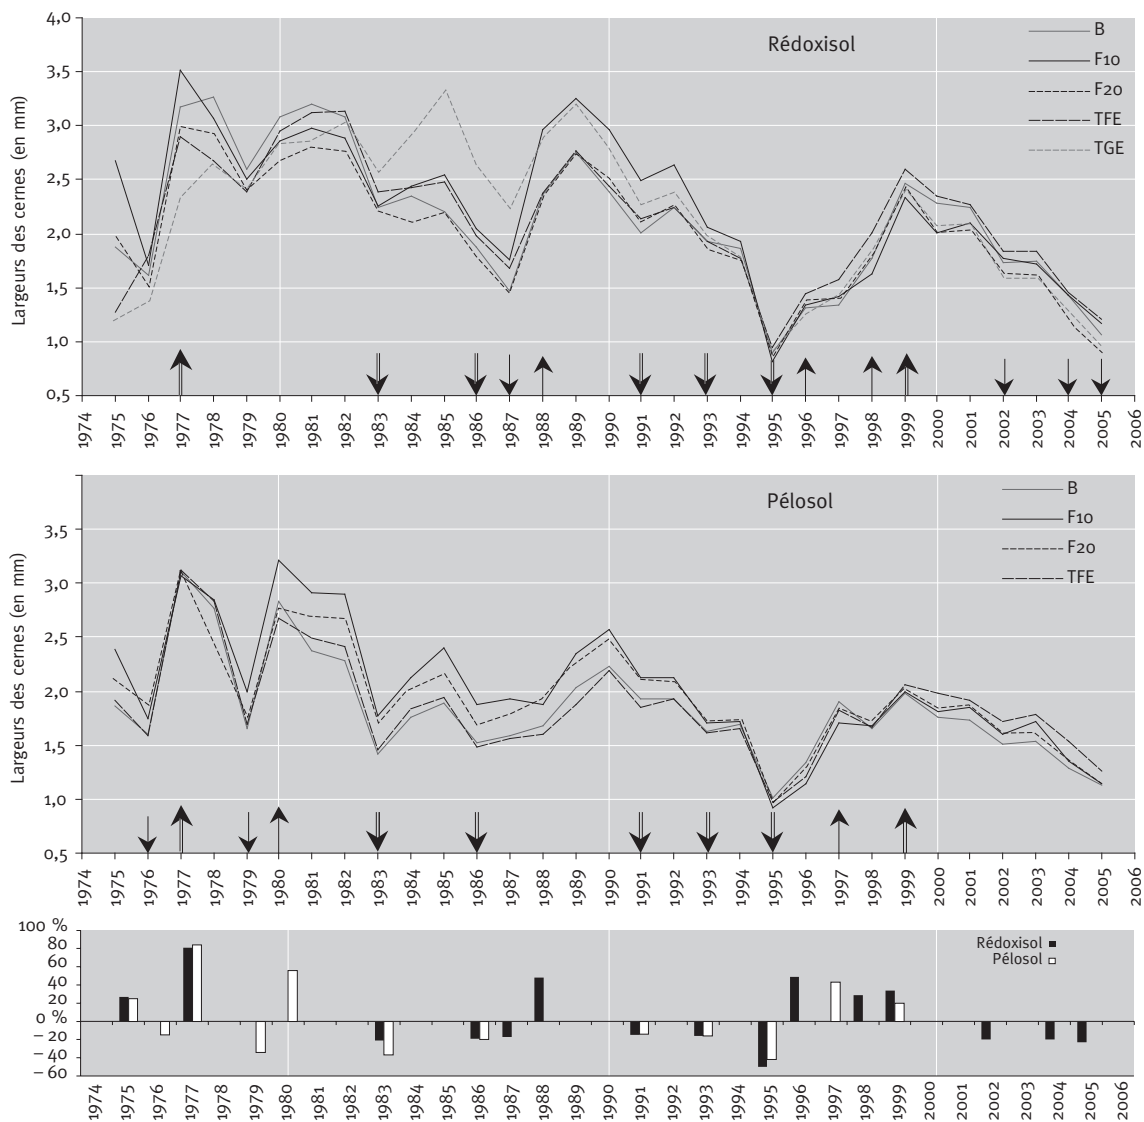 4,0
3,5
3,0
2,5
2,0
1,5
1,0
0,5
Largeurs des cernes (en mm)
Rédoxisol
B
F10
F20
TFE
TGE
1974 1975 1976 1977 1978 1979 1980 1981 1982 1983 1984 1985 1986 1987 1988 1989 1990 1991 1992 1993 1994 1995 1996 1997 1998 1999 2000 2001 2002 2003 2004 2005 2006
3,5
3,0
2,5
2,0
1,5
1,0
0,5
Largeurs des cernes (en mm)
Pélosol
B
F10
F20
TFE
1974 1975 1976 1977 1978 1979 1980 1981 1982 1983 1984 1985 1986 1987 1988 1989 1990 1991 1992 1993 1994 1995 1996 1997 1998 1999 2000 2001 2002 2003 2004 2005 2006
100 %
80
60
40
20
0 %
– 20
– 40
– 60
Rédoxisol
Pélosol
1974 1975 1976 1977 1979 1980 1981 1982 1983 1984 1985 1986 1987 1988 1989 1990 1991 1992 1993 1994 1995 1996 1997 1998 1999 2000 2001 2002 2003 2004 2005 2006